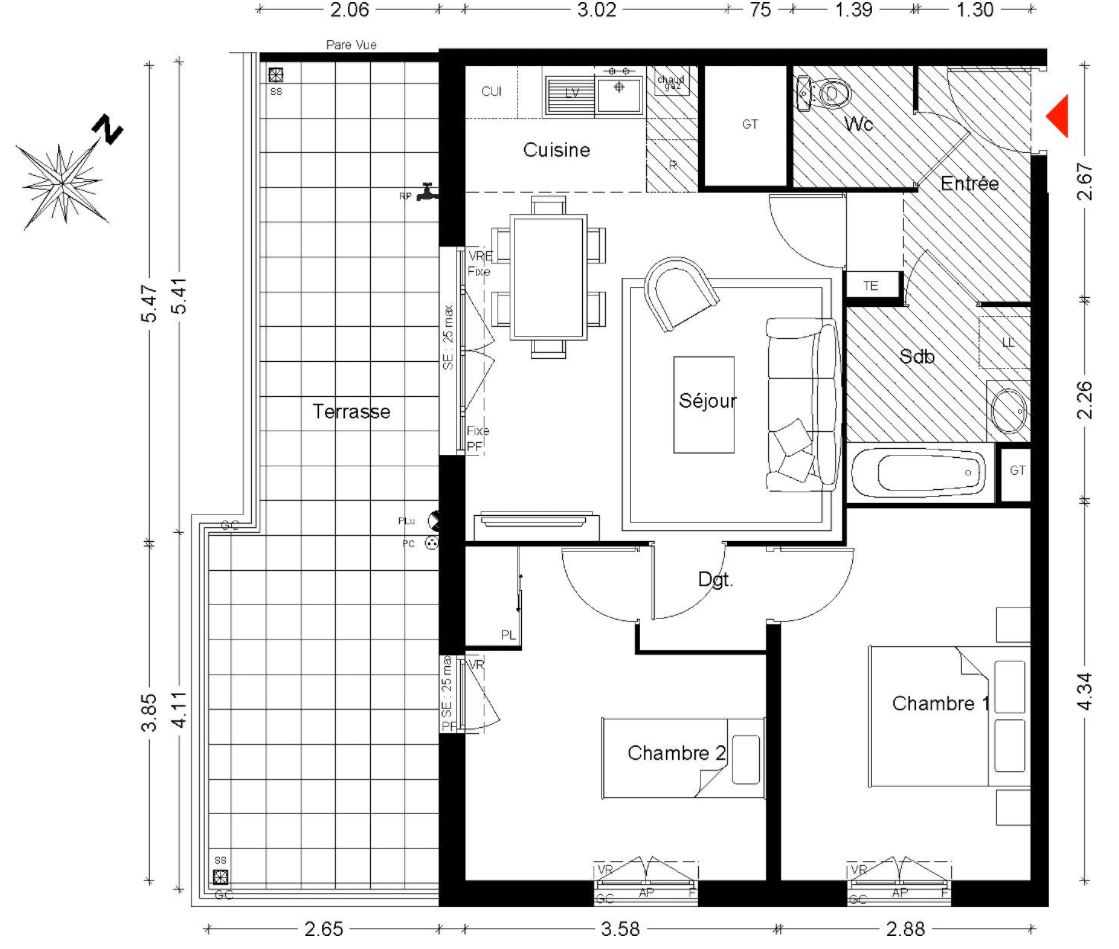 2.06
3.02
75
1.39
1.30
Pare Vue
N
SS
CUI
LV
chaud
gaz
GT
Wc
Cuisine
R
Entrée
RP
2.67
VRE
Fixe
TE
5.47
5.41
SE : 25 max.
Sdb
LL
Terrasse
Séjour
2.26
Fixe
PF
GT
GC
PLu
PC
Dgt.
PL
VR
SE : 25 max
PF
3.85
4.11
Chambre 1
4.34
Chambre 2
SS
GC
VR
GC
AP
F
VR
GC
AP
F
2.65
3.58
2.88